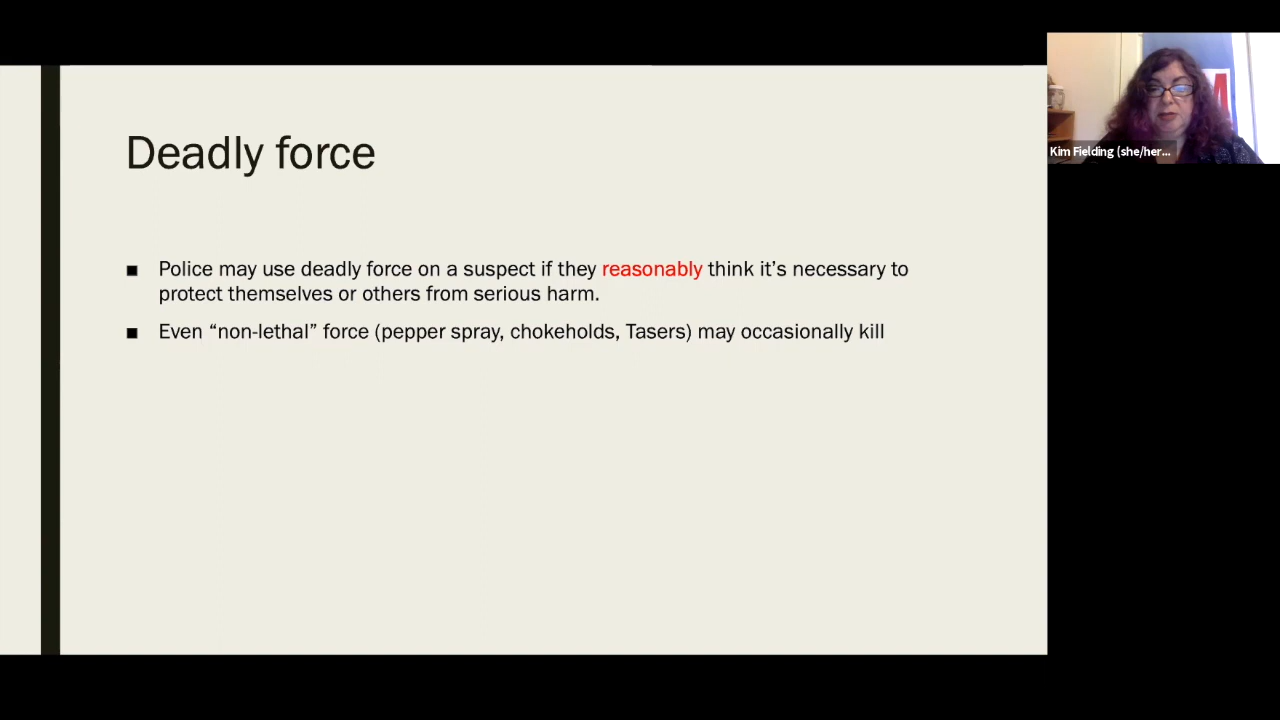 Deadly force
■ Police may use deadly force on a suspect if they reasonably think it’s necessary to
protect themselves or others from serious harm.
■ Even “non-lethal” force (pepper spray, chokeholds, Tasers) may occasionally kill
Kim Fielding (she/her...